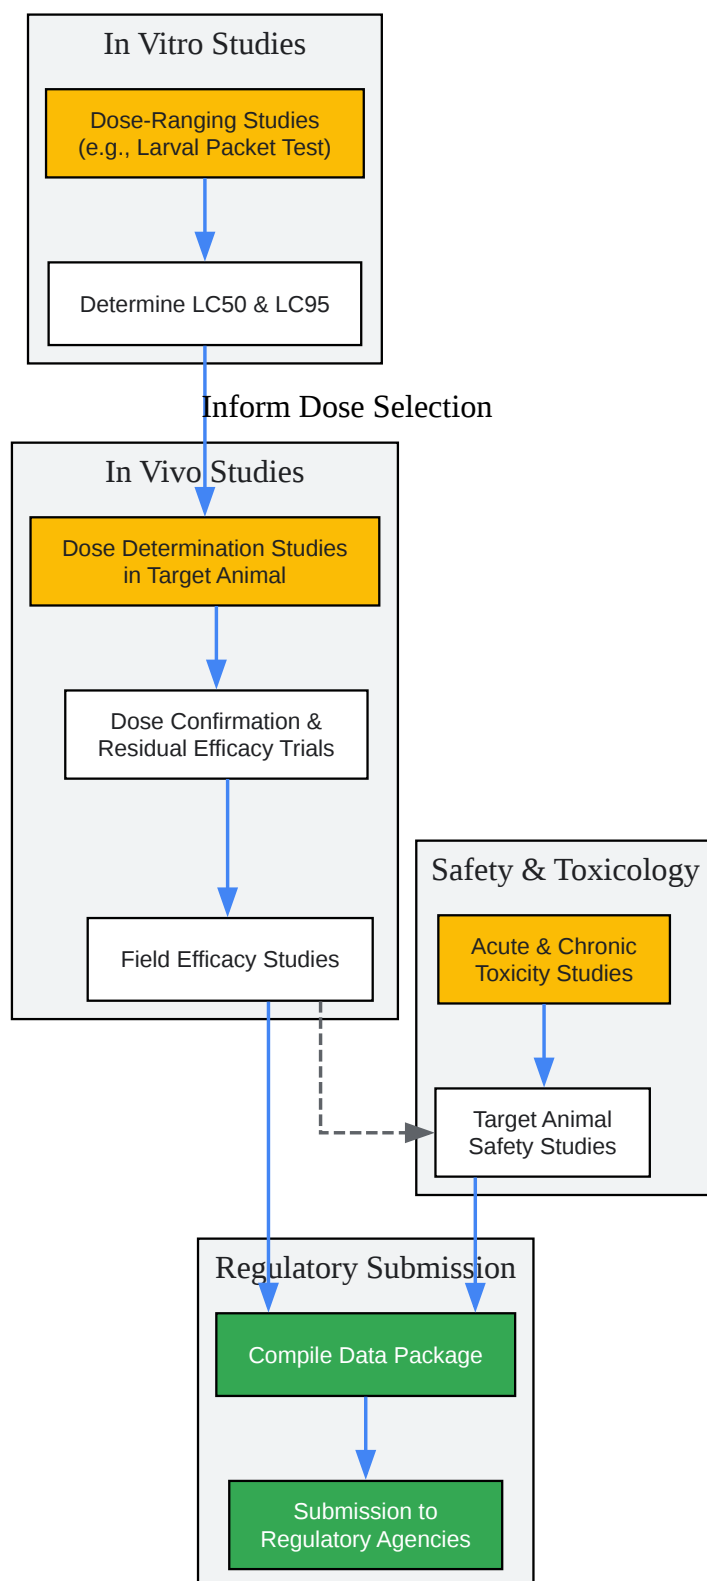 In Vitro Studies
Dose-Ranging Studies
(e.g., Larval Packet Test)
Determine LC50 & LC95
Inform Dose Selection
In Vivo Studies
Dose Determination Studies
in Target Animal
Dose Confirmation &
Residual Efficacy Trials
Field Efficacy Studies
Safety & Toxicology
Acute & Chronic
Toxicity Studies
Target Animal
Safety Studies
Regulatory Submission
Compile Data Package
Submission to
Regulatory Agencies